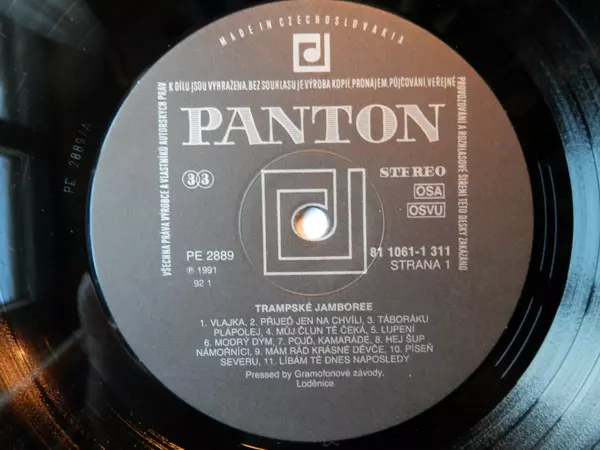 MADE IN CZECHOSLOVAKIA
VŠECHNA PRÁVA VÝROBCE A VLASTNÍKŮ AUTORSKÝCH PRÁV
K DÍLU JSOU VYHRAŽENA. BEZ SOUHLASU JE VÝROBA KOPIÍ, PRONÁJEM, PŮJČOVÁNÍ, VEŘEJNÉ
PROVOZOVÁNÍ A ROZHLASOVÉ ŠÍŘENÍ TÉTO DESKY ZAKÁZÁNO
PANTON
33
STEREO
OSA
OSVU
PE 2889
℗ 1991
92 1
81 1061-1 311
STRANA 1
TRAMPSKÉ JAMBOREE
1. VLAJKA, 2. PŘIJEĎ JEN NA CHVÍLI, 3. TÁBORÁKU
PLÁPOLEJ, 4. MŮJ ČLUN TĚ ČEKÁ, 5. LUPENÍ
6. MODRÝ DÝM, 7. POJĎ, KAMARÁDE, 8. HEJ ŠUP
NÁMOŘNÍCI, 9. MÁM RÁD KRÁSNÉ DĚVČE, 10. PÍSEŇ
SEVERU, 11. LÍBÁM TĚ DNES NAPOSLEDY
Pressed by Gramofonové závody,
Loděnice
PE 2889/A